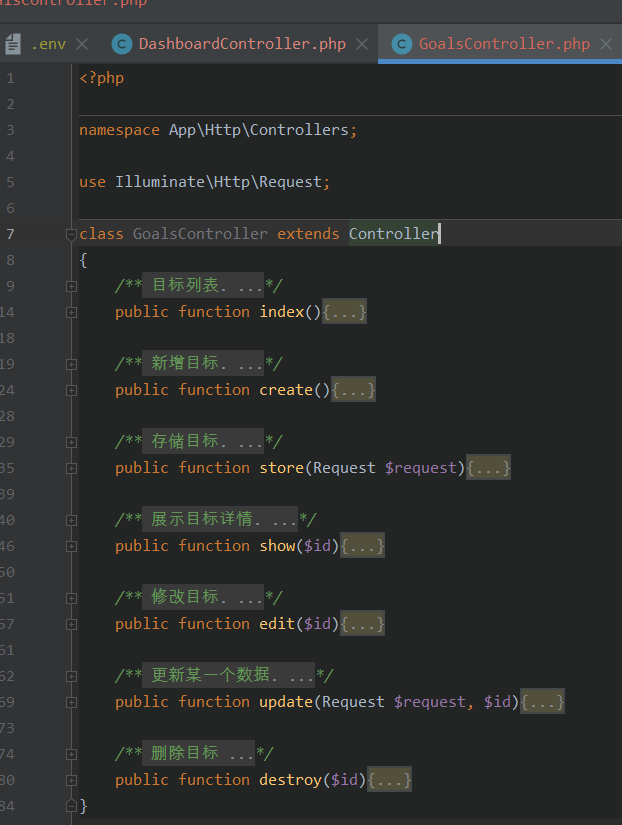 alsController.php
.env DashboardController.php GoalsController.php
1 <?php
2
3 namespace App\Http\Controllers;
4
5 use Illuminate\Http\Request;
6
7 class GoalsController extends Controller
8 {
9 /** 目标列表. ...*/
14 public function index(){...}
18
19 /** 新增目标. ...*/
24 public function create(){...}
28
29 /** 存储目标. ...*/
35 public function store(Request $request){...}
39
40 /** 展示目标详情. ...*/
46 public function show($id){...}
50
51 /** 修改目标. ...*/
57 public function edit($id){...}
61
62 /** 更新某一个数据. ...*/
69 public function update(Request $request, $id){...}
73
74 /** 删除目标 ...*/
80 public function destroy($id){...}
84 }